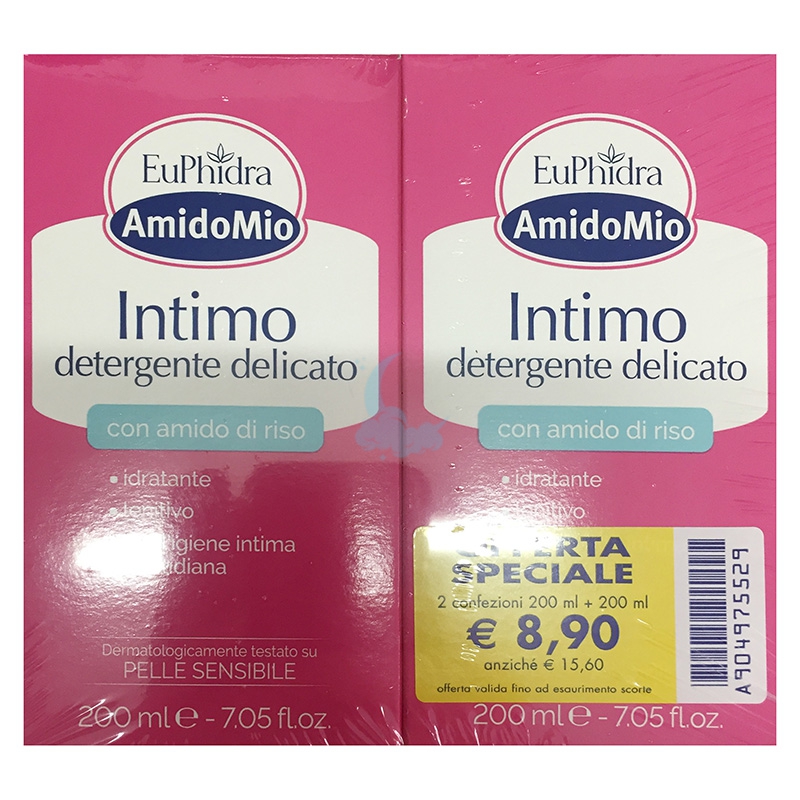 EuPhidra
AmidoMio
Intimo
detergente delicato
con amido di riso
• idratante
• lenitivo
igiene intima
Dermatologicamente testato su
PELLE SENSIBILE
200 ml e - 7.05 fl.oz.
EuPhidra
AmidoMio
Intimo
detergente delicato
con amido di riso
• idratante
• lenitivo
OFFERTA
SPECIALE
2 confezioni 200 ml + 200 ml
€ 8,90
anziché € 15,60
offerta valida fino ad esaurimento scorte
A904975529
200 ml e - 7.05 fl.oz.